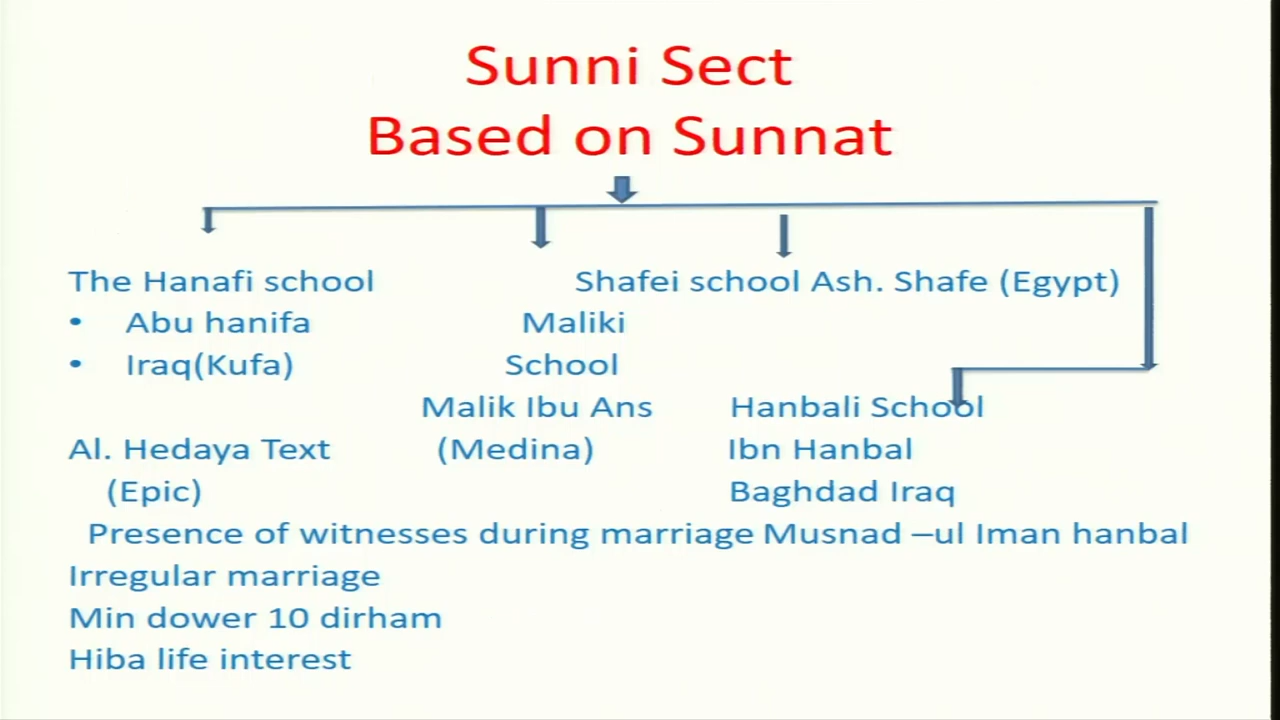 Sunni Sect
Based on Sunnat
The Hanafi school Shafei school Ash. Shafe (Egypt)
• Abu hanifa Maliki
• Iraq(Kufa) School
Malik Ibu Ans Hanbali School
Al. Hedaya Text (Medina) Ibn Hanbal
(Epic) Baghdad Iraq
Presence of witnesses during marriage Musnad –ul Iman hanbal
Irregular marriage
Min dower 10 dirham
Hiba life interest